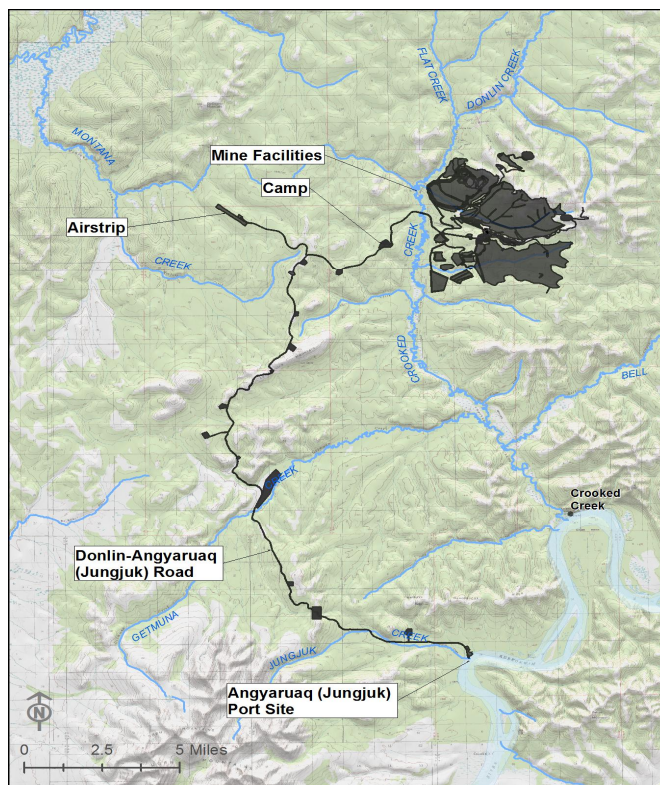 FLAT CREEK
DONLIN CREEK
MONTANA
Mine Facilities
Camp
Airstrip
CREEK
CREEK
CROOKED
BELL
CREEK
Crooked
Creek
Donlin-Angyaruaq
(Jungjuk) Road
GETMUNA
CREEK
JUNGJUK
Angyaruaq (Jungjuk)
Port Site
N
0 2.5 5 Miles